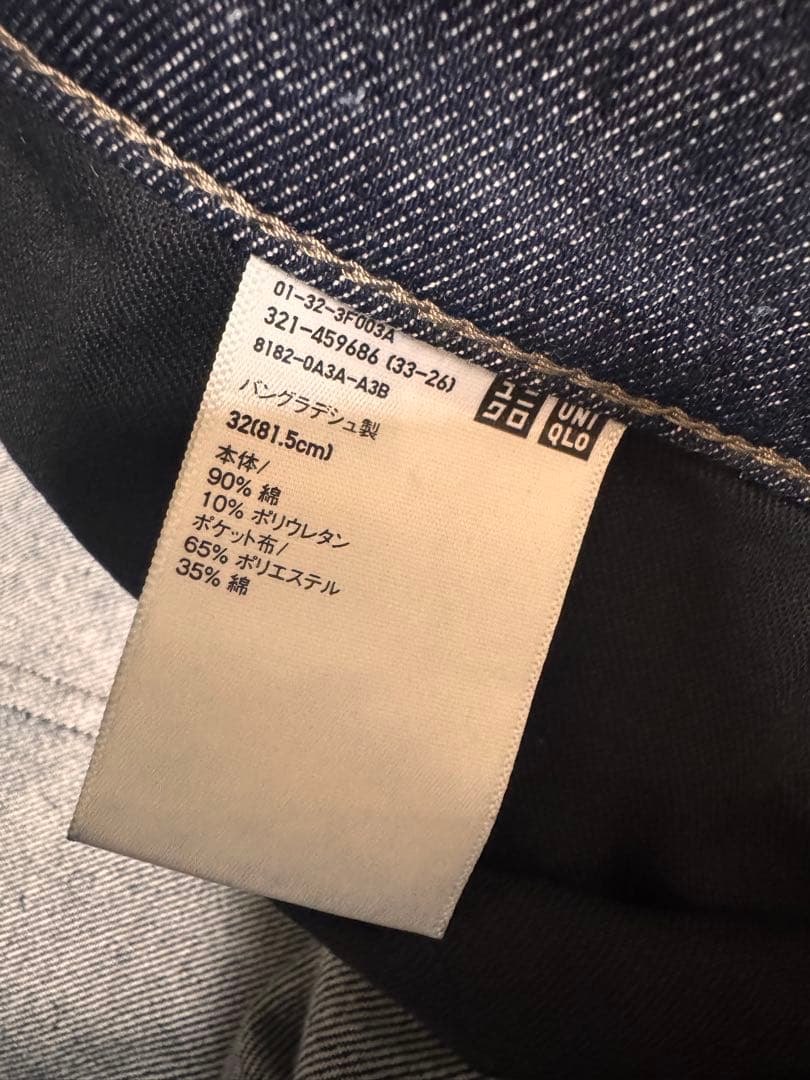 01-32-3F003A
321-459686 (33-26)
8182-0A3A-A3B
バングラデシュ製
32(81.5cm)
本体/
90% 綿
10% ポリウレタン
ポケット布/
65% ポリエステル
35% 綿
ユニ
クロ
UNI
QLO